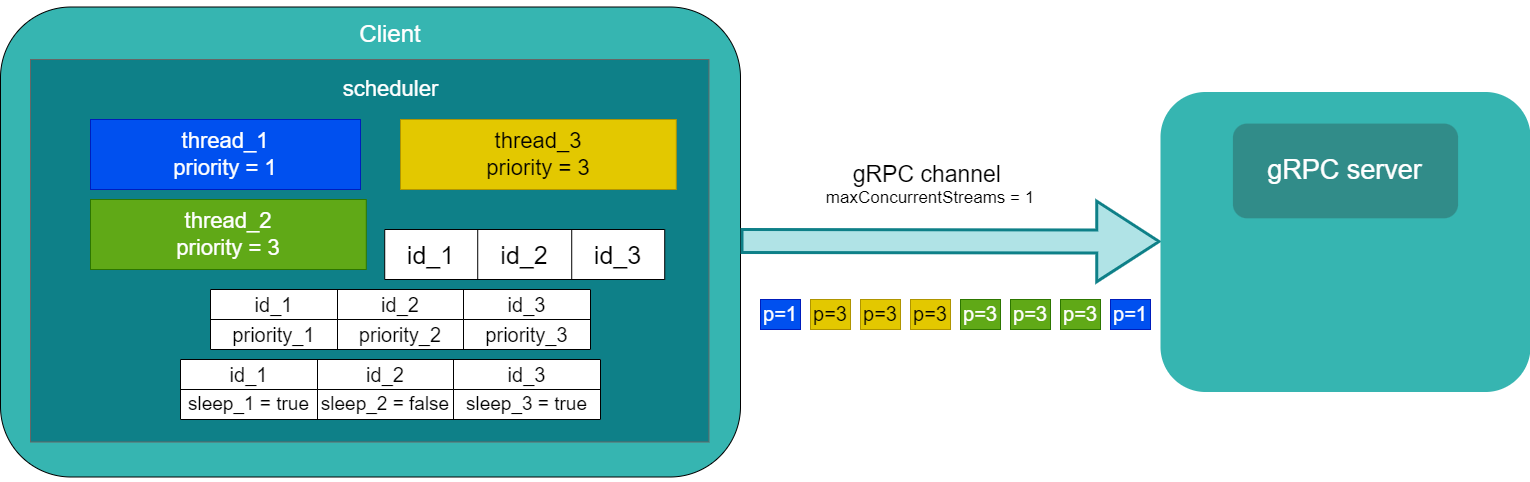 Client
scheduler
thread_1
priority = 1
thread_3
priority = 3
thread_2
priority = 3
id_1 id_2 id_3
id_1 id_2 id_3
priority_1 priority_2 priority_3
id_1 id_2 id_3
sleep_1 = true sleep_2 = false sleep_3 = true
gRPC channel
maxConcurrentStreams = 1
p=1 p=3 p=3 p=3 p=3 p=3 p=3 p=1
gRPC server